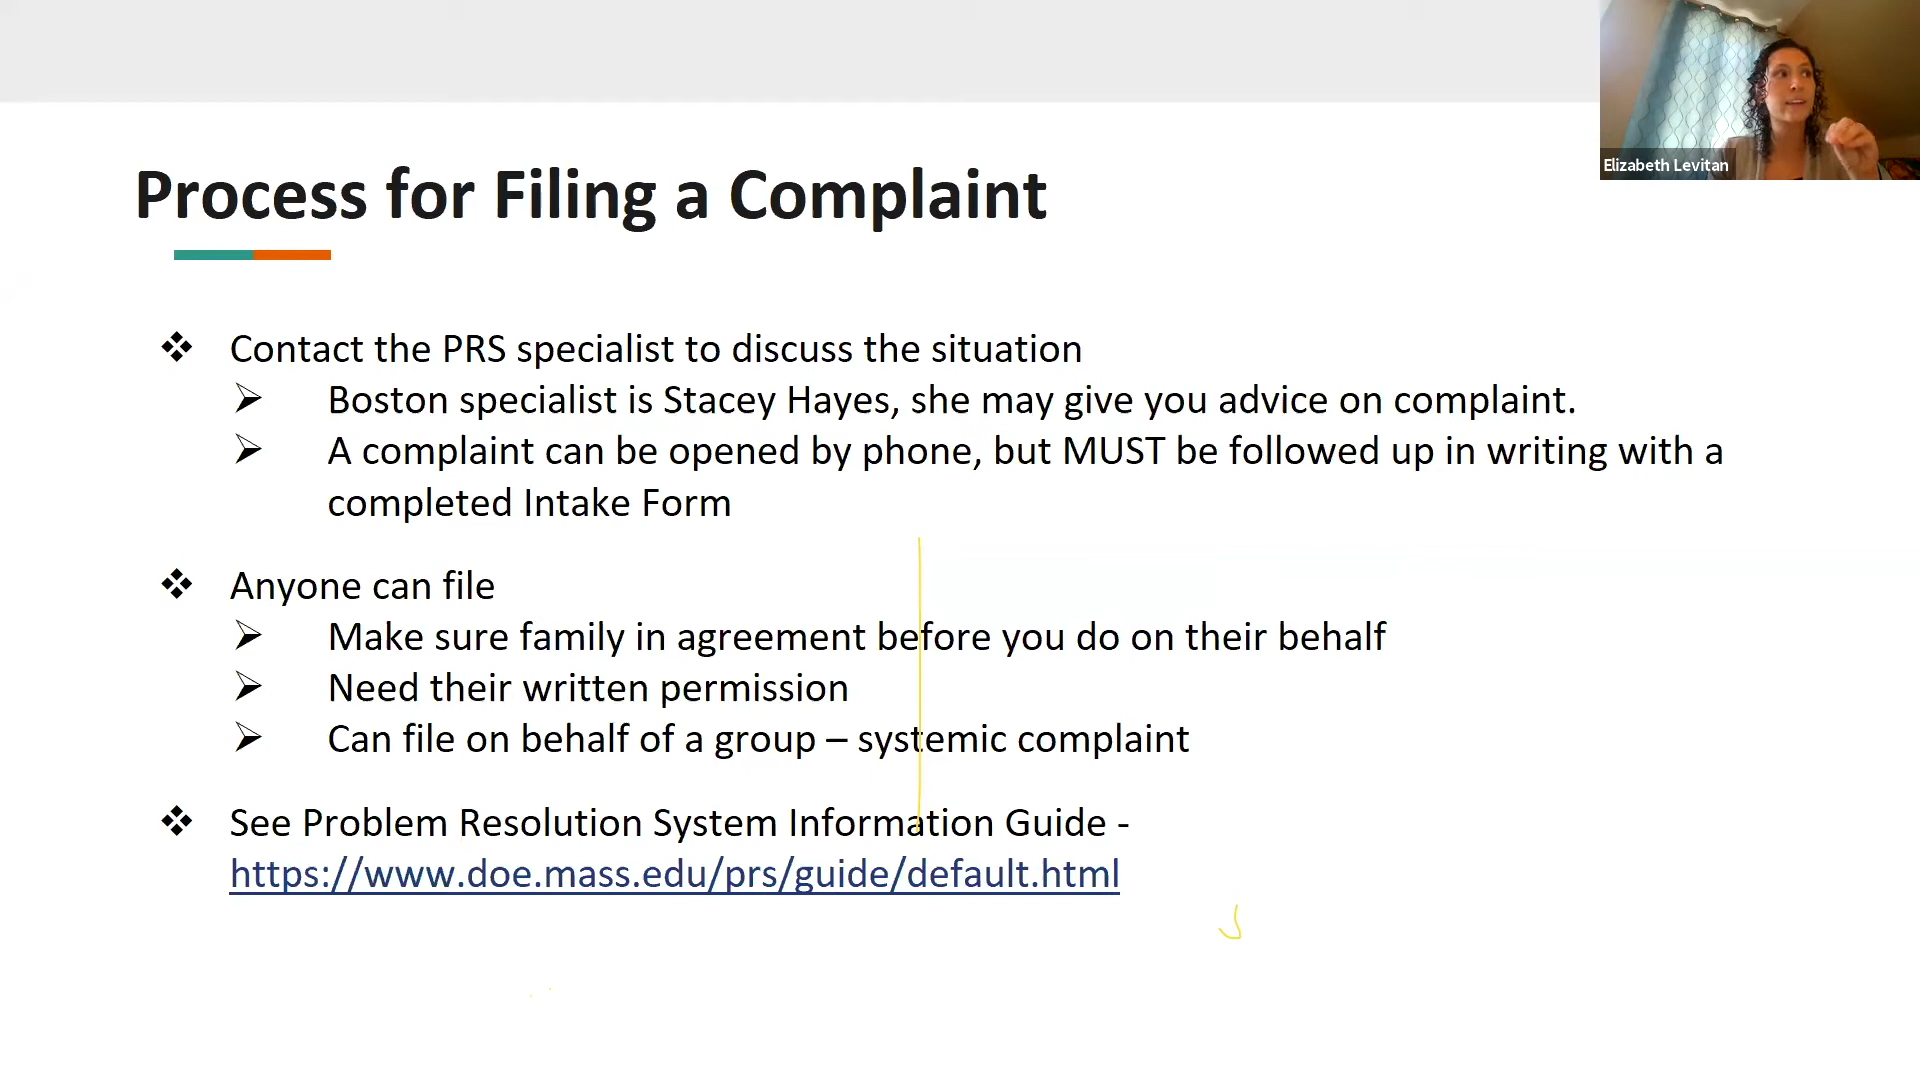 Elizabeth Levitan
Process for Filing a Complaint
❖ Contact the PRS specialist to discuss the situation
➢ Boston specialist is Stacey Hayes, she may give you advice on complaint.
➢ A complaint can be opened by phone, but MUST be followed up in writing with a
completed Intake Form
❖ Anyone can file
➢ Make sure family in agreement before you do on their behalf
➢ Need their written permission
➢ Can file on behalf of a group – systemic complaint
❖ See Problem Resolution System Information Guide -
https://www.doe.mass.edu/prs/guide/default.html